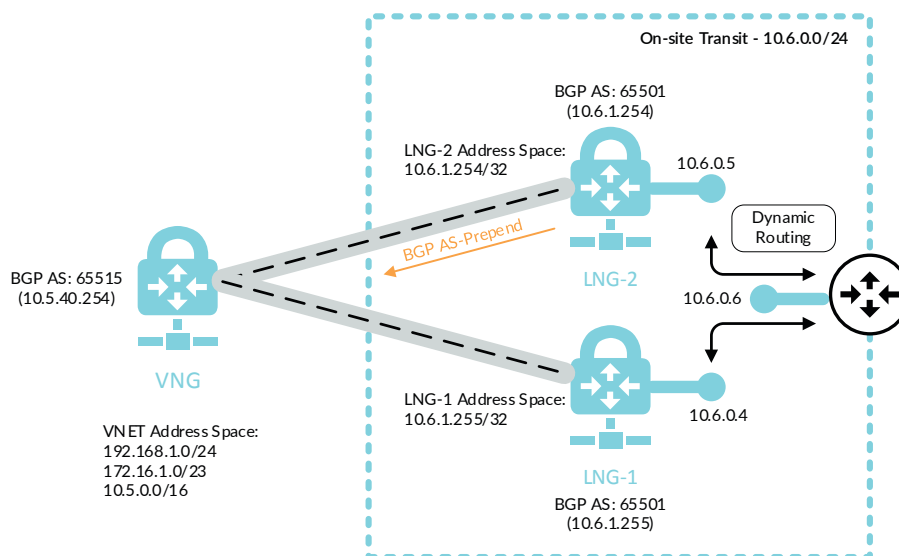 On-site Transit - 10.6.0.0/24
BGP AS: 65501
(10.6.1.254)
LNG-2 Address Space:
10.6.1.254/32
10.6.0.5
Dynamic
Routing
BGP AS-Prepend
BGP AS: 65515
(10.5.40.254)
LNG-2
10.6.0.6
VNG
LNG-1 Address Space:
10.6.1.255/32
10.6.0.4
VNET Address Space:
192.168.1.0/24
172.16.1.0/23
10.5.0.0/16
LNG-1
BGP AS: 65501
(10.6.1.255)